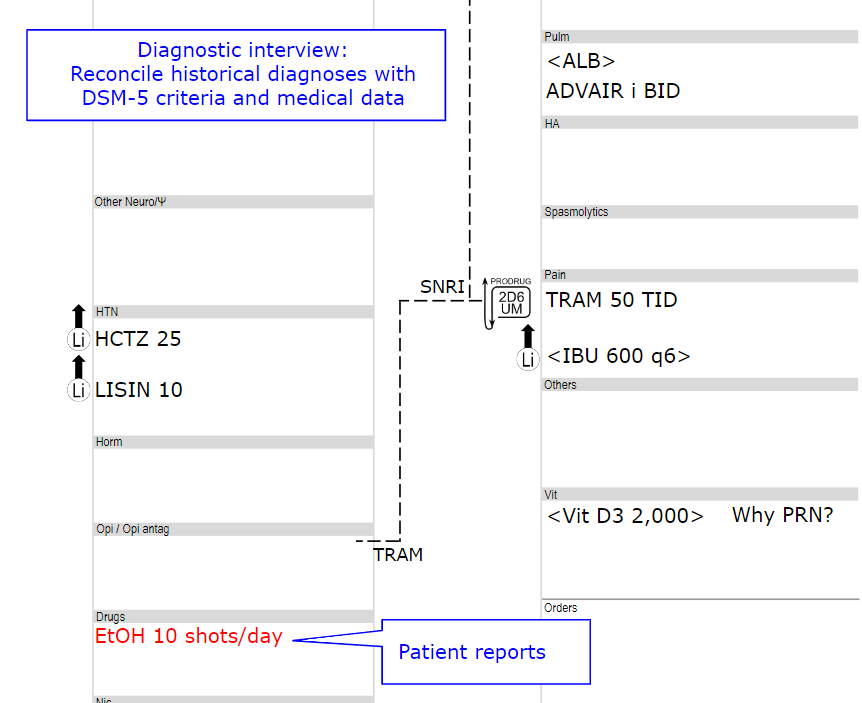 Diagnostic interview:
Reconcile historical diagnoses with
DSM-5 criteria and medical data
Other Neuro/Ψ
HTN
Li HCTZ 25
Li LISIN 10
Horm
Opi / Opi antag
TRAM
Drugs
EtOH 10 shots/day
Patient reports
SNRI
Pulm
<ALB>
ADVAIR i BID
HA
Spasmolytics
Pain
PRODRUG
2D6
UM
TRAM 50 TID
Li <IBU 600 q6>
Others
Vit
<Vit D3 2,000> Why PRN?
Orders